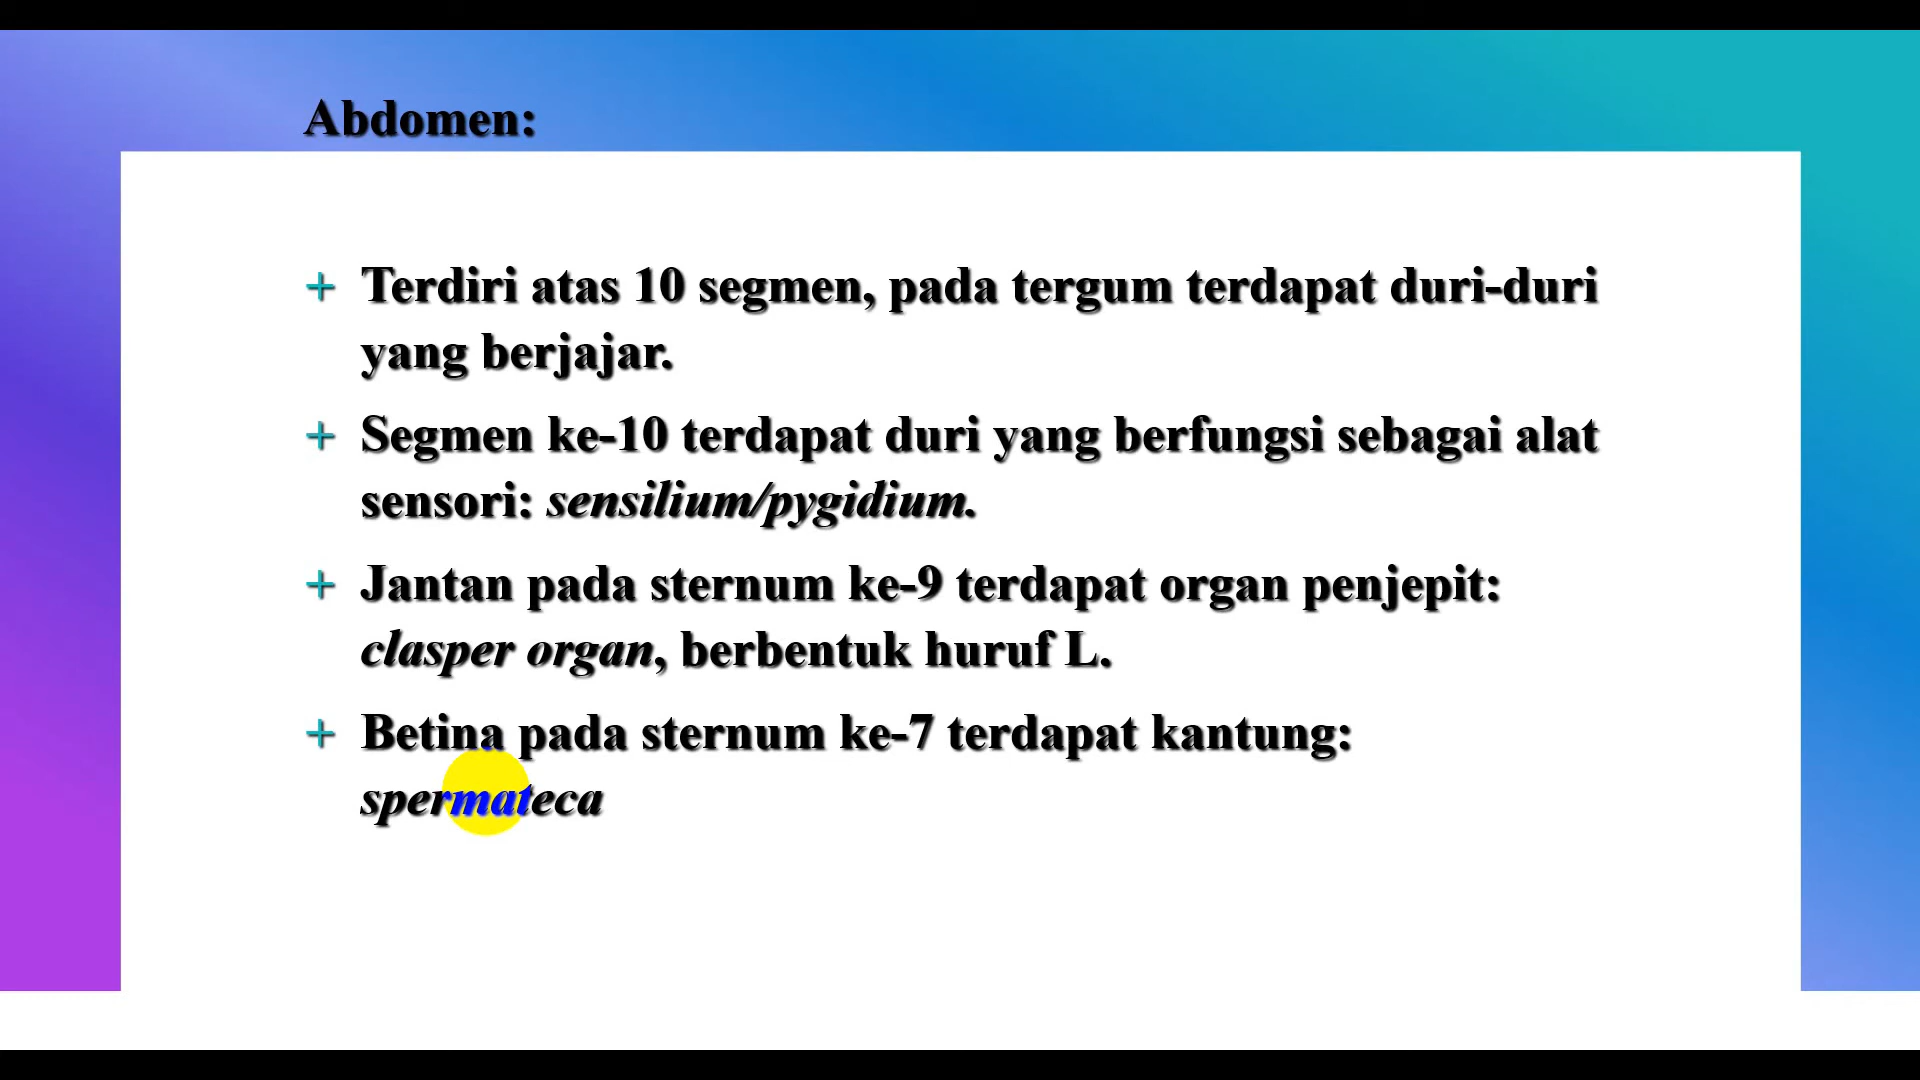 Abdomen:
+ Terdiri atas 10 segmen, pada tergum terdapat duri-duri
yang berjajar.
+ Segmen ke-10 terdapat duri yang berfungsi sebagai alat
sensori: sensilium/pygidium.
+ Jantan pada sternum ke-9 terdapat organ penjepit:
clasper organ, berbentuk huruf L.
+ Betina pada sternum ke-7 terdapat kantung:
spermateca